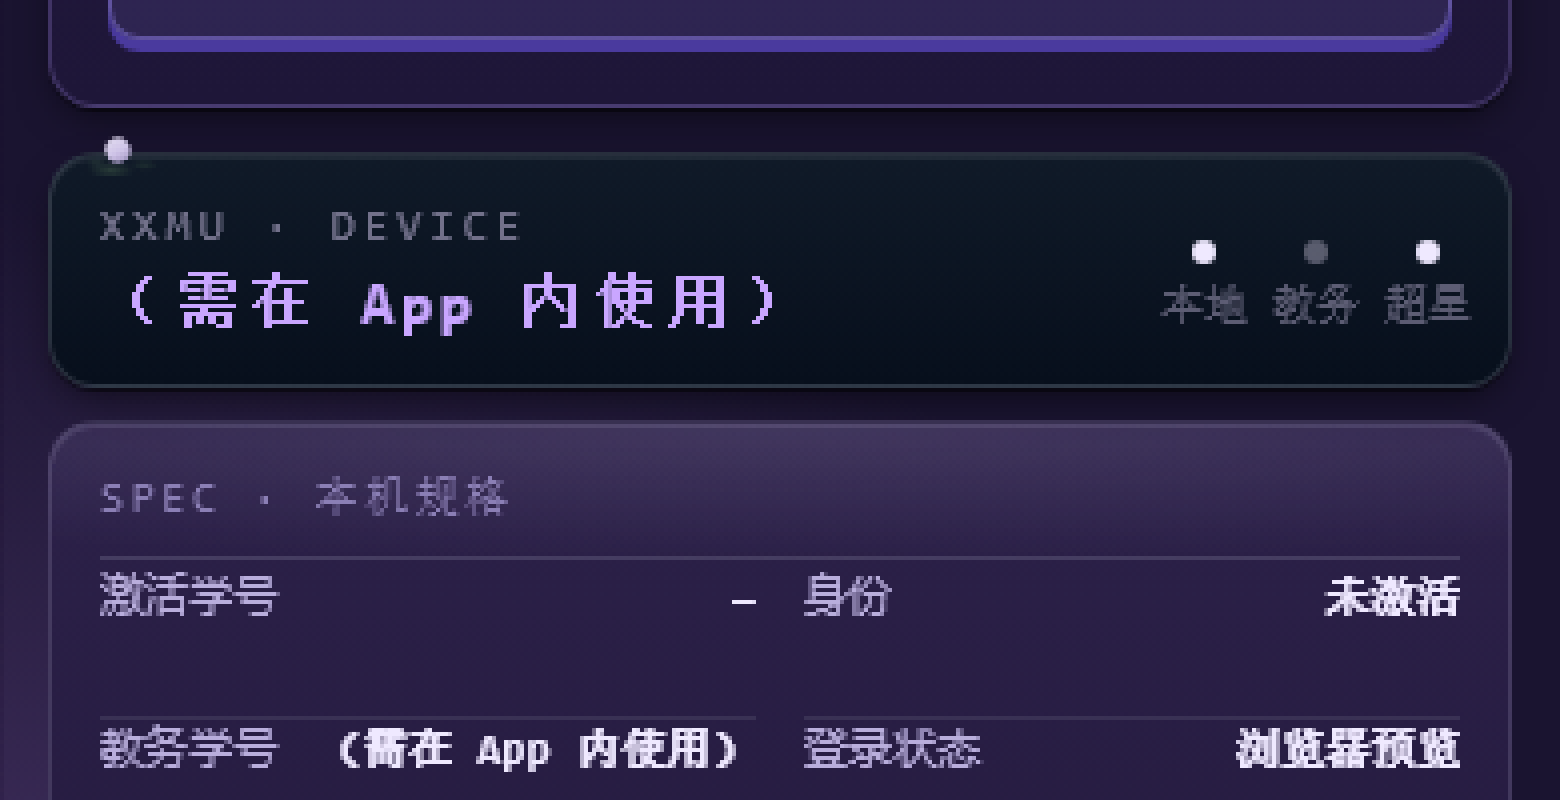 XXMU · DEVICE
（需在 App 内使用）
本地 教务 超星
SPEC · 本机规格
激活学号 — 身份 未激活
教务学号 (需在 App 内使用) 登录状态 浏览器预览